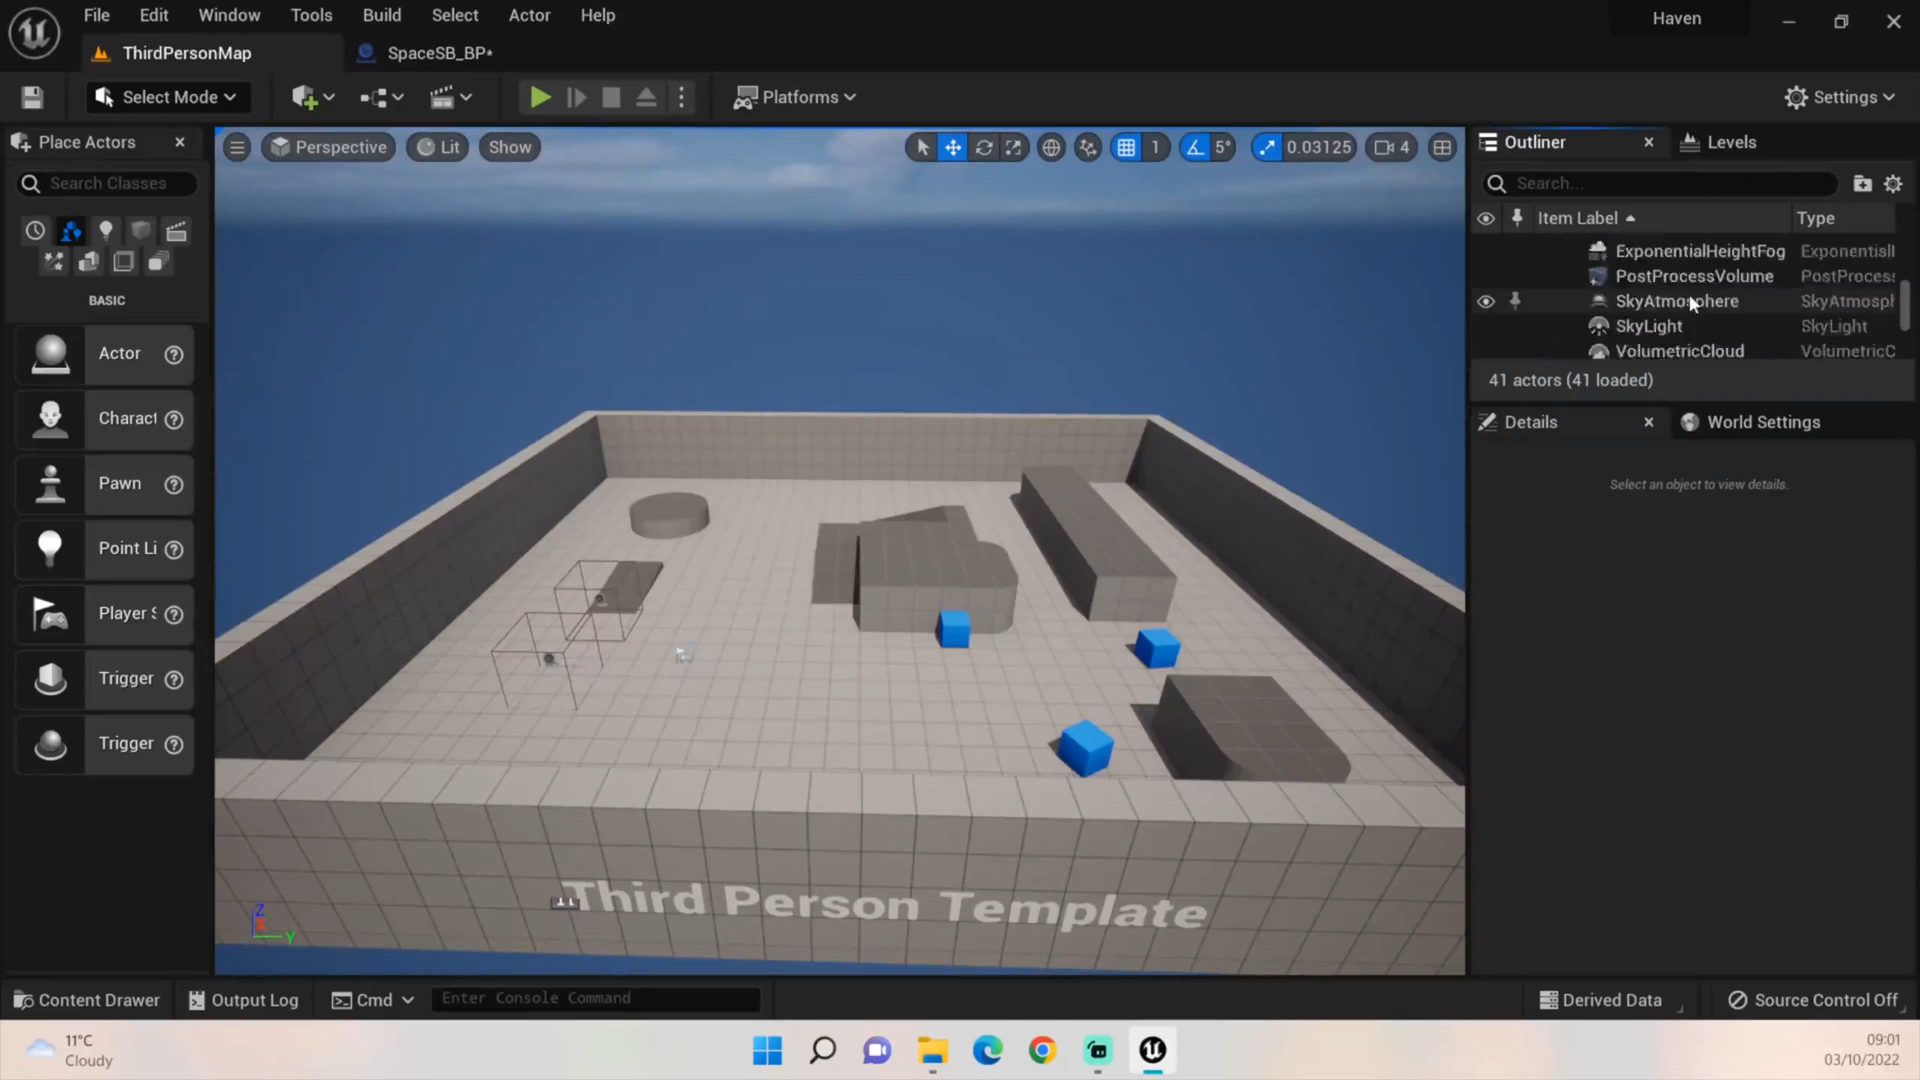 File Edit Window Tools Build Select Actor Help
Haven
ThirdPersonMap
SpaceSB_BP*
Select Mode
Platforms
Settings
Place Actors
Search Classes
BASIC
Actor
Charact
Pawn
Point Li
Player S
Trigger
Trigger
Perspective
Lit
Show
1
5°
0.03125
4
Third Person Template
Z
X
Y
Outliner
Levels
Search...
Item Label
Type
ExponentialHeightFog
PostProcessVolume PostProcess
SkyAtmosphere SkyAtmosph
SkyLight SkyLight
VolumetricCloud VolumetricC
41 actors (41 loaded)
Details
World Settings
Select an object to view details.
Content Drawer
Output Log
Cmd
Enter Console Command
Derived Data
Source Control Off
11°C
Cloudy
09:01
03/10/2022